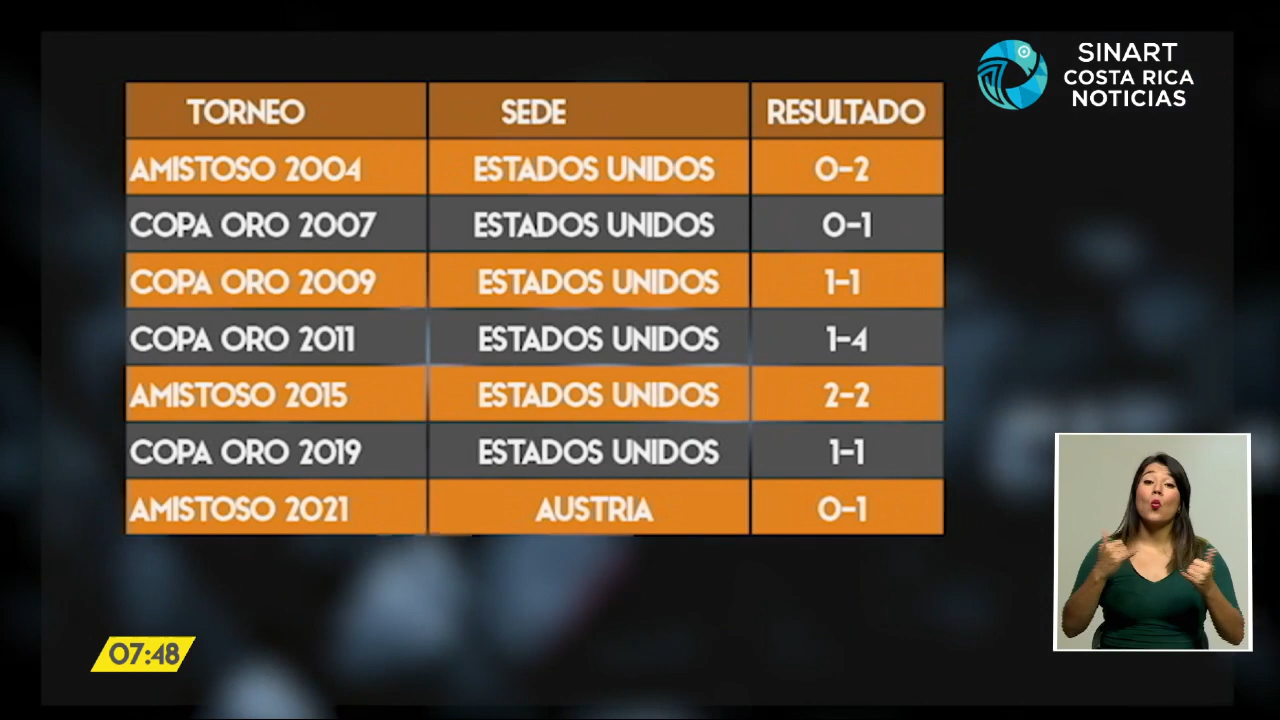 SINART
COSTA RICA
NOTICIAS
TORNEO SEDE RESULTADO
AMISTOSO 2004 ESTADOS UNIDOS 0-2
COPA ORO 2007 ESTADOS UNIDOS 0-1
COPA ORO 2009 ESTADOS UNIDOS 1-1
COPA ORO 2011 ESTADOS UNIDOS 1-4
AMISTOSO 2015 ESTADOS UNIDOS 2-2
COPA ORO 2019 ESTADOS UNIDOS 1-1
AMISTOSO 2021 AUSTRIA 0-1
07:48